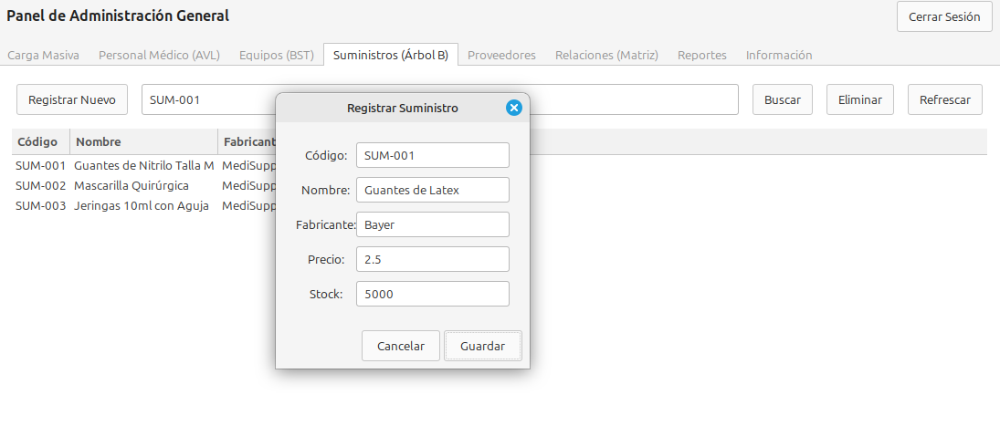 Panel de Administración General
Cerrar Sesión
Carga Masiva Personal Médico (AVL) Equipos (BST) Suministros (Árbol B) Proveedores Relaciones (Matriz) Reportes Información
Registrar Nuevo SUM-001 Buscar Eliminar Refrescar
Código Nombre Fabricant
SUM-001 Guantes de Nitrilo Talla M MediSupp
SUM-002 Mascarilla Quirúrgica MediSupp
SUM-003 Jeringas 10ml con Aguja MediSupp
Registrar Suministro
Código: SUM-001
Nombre: Guantes de Latex
Fabricante: Bayer
Precio: 2.5
Stock: 5000
Cancelar Guardar